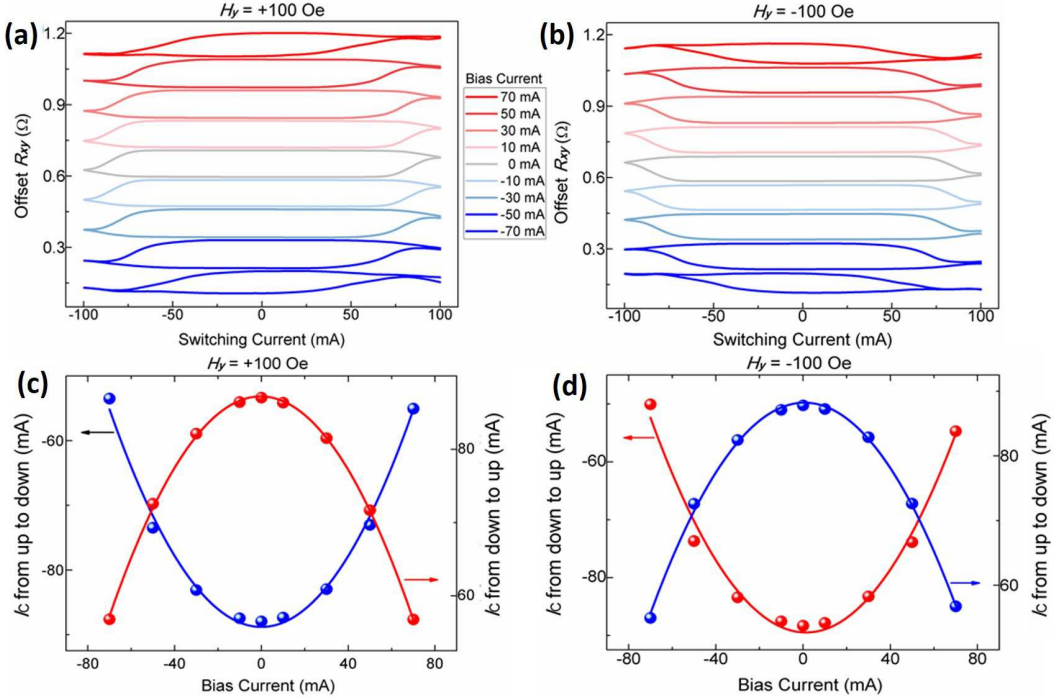 (a)
Hy = +100 Oe
1.2
0.9
0.6
0.3
Offset Rxy (Ω)
-100
-50
0
50
100
Switching Current (mA)
Bias Current
70 mA
50 mA
30 mA
10 mA
0 mA
-10 mA
-30 mA
-50 mA
-70 mA
(b)
Hy = -100 Oe
1.2
0.9
0.6
0.3
Offset Rxy (Ω)
-100
-50
0
50
100
Switching Current (mA)
(c)
Hy = +100 Oe
-60
-80
Ic from up to down (mA)
80
60
Ic from down to up (mA)
-80
-40
0
40
80
Bias Current (mA)
(d)
Hy = -100 Oe
-60
-80
Ic from down to up (mA)
80
60
Ic from up to down (mA)
-80
-40
0
40
80
Bias Current (mA)